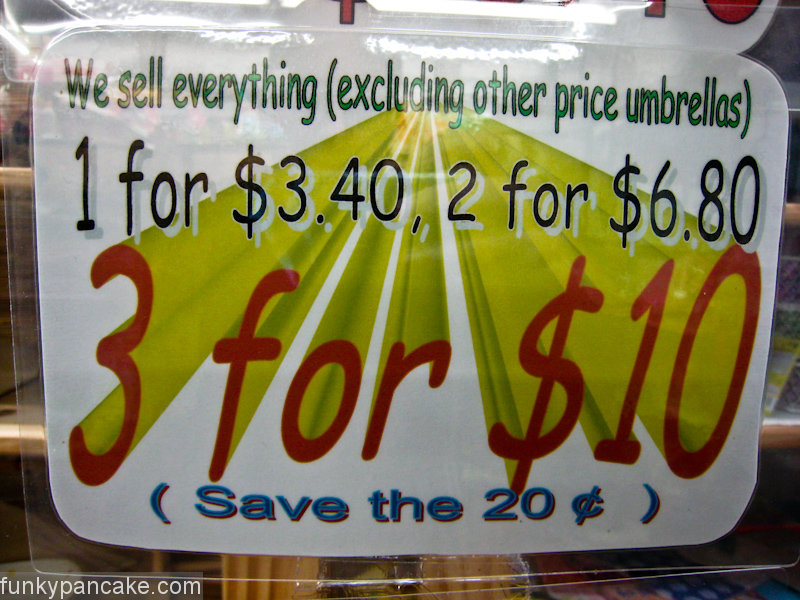 We sell everything (excluding other price umbrellas)
1 for $3.40, 2 for $6.80
3 for $10
( Save the 20 ¢ )
funkypancake.com